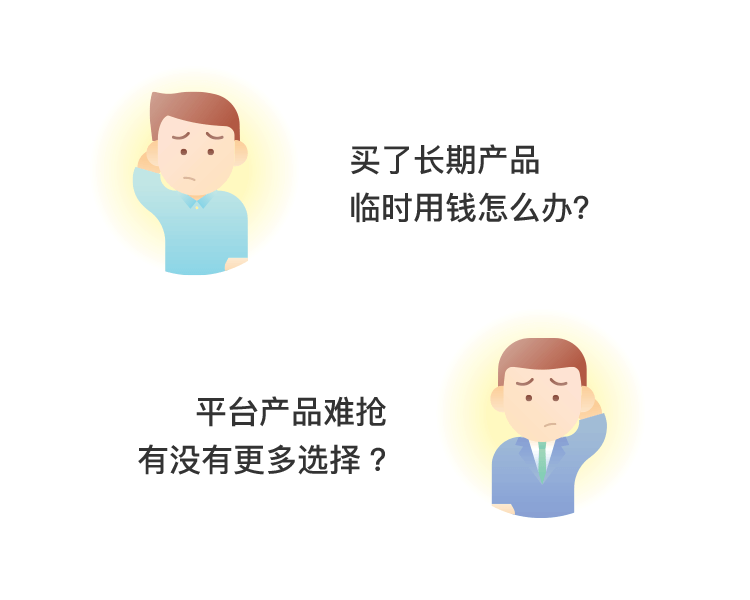 买了长期产品
临时用钱怎么办?
平台产品难抢
有没有更多选择？